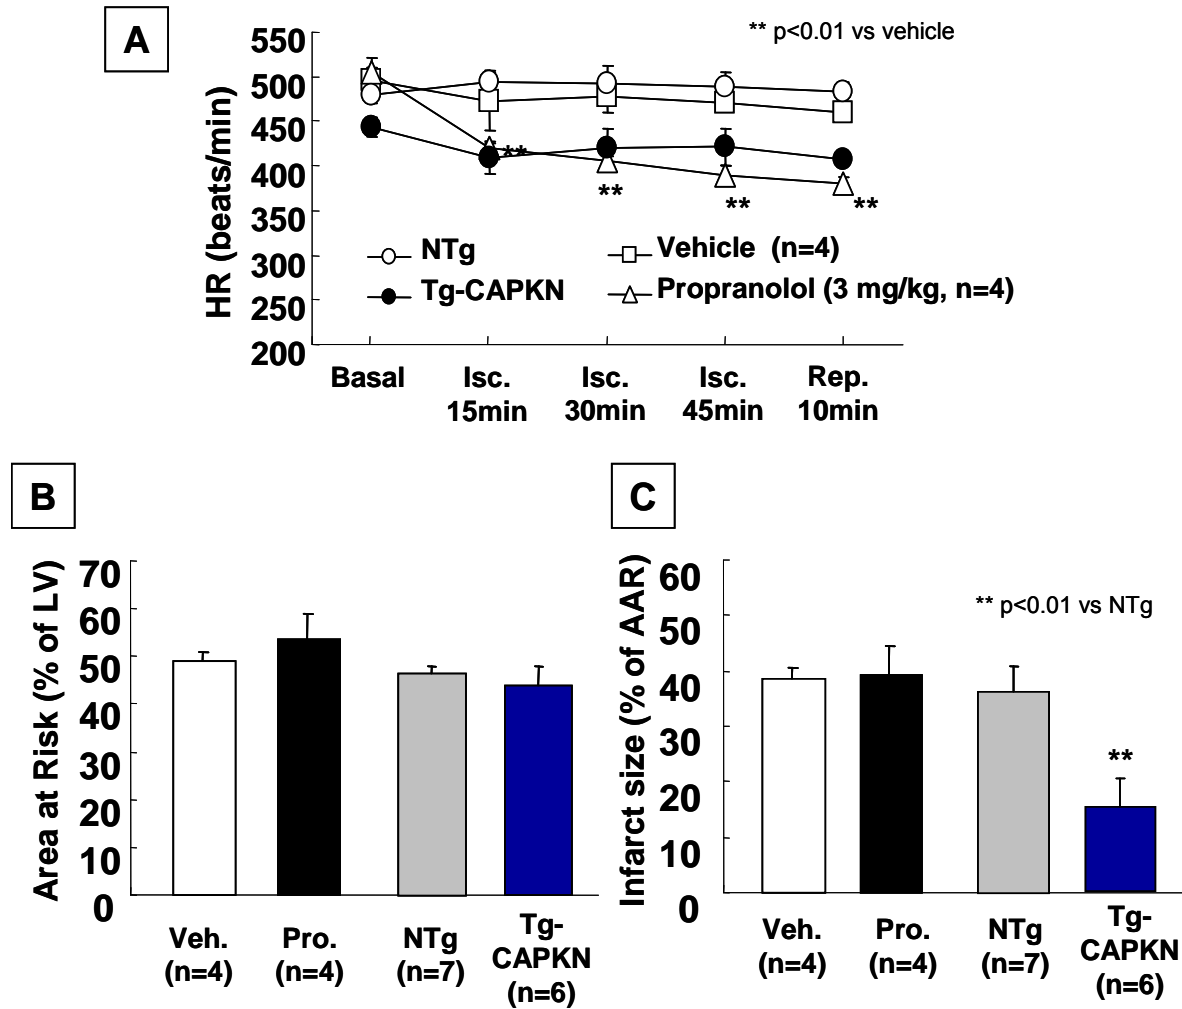 A
** p<0.01 vs vehicle
HR (beats/min)
550
500
450
400
350
300
250
200
**
**
**
**
NTg
Vehicle (n=4)
Tg-CAPKN
Propranolol (3 mg/kg, n=4)
Basal
Isc.
15min
Isc.
30min
Isc.
45min
Rep.
10min
B
Area at Risk (% of LV)
70
60
50
40
30
20
10
0
Veh.
(n=4)
Pro.
(n=4)
NTg
(n=7)
Tg-
CAPKN
(n=6)
C
Infarct size (% of AAR)
60
50
40
30
20
10
0
** p<0.01 vs NTg
**
Veh.
(n=4)
Pro.
(n=4)
NTg
(n=7)
Tg-
CAPKN
(n=6)